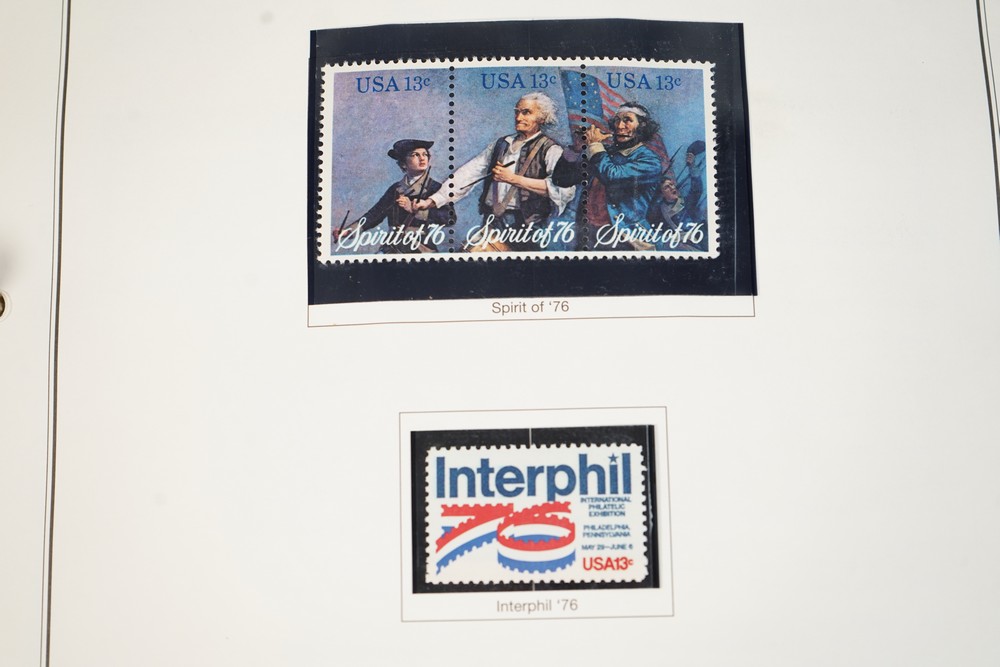 USA 13c USA 13c USA 13c
Spirit of 76 Spirit of 76 Spirit of 76
Spirit of '76
Interphil
76
INTERNATIONAL
PHILATELIC
EXHIBITION
PHILADELPHIA,
PENNSYLVANIA
MAY 29–JUNE 6
USA13c
Interphil '76